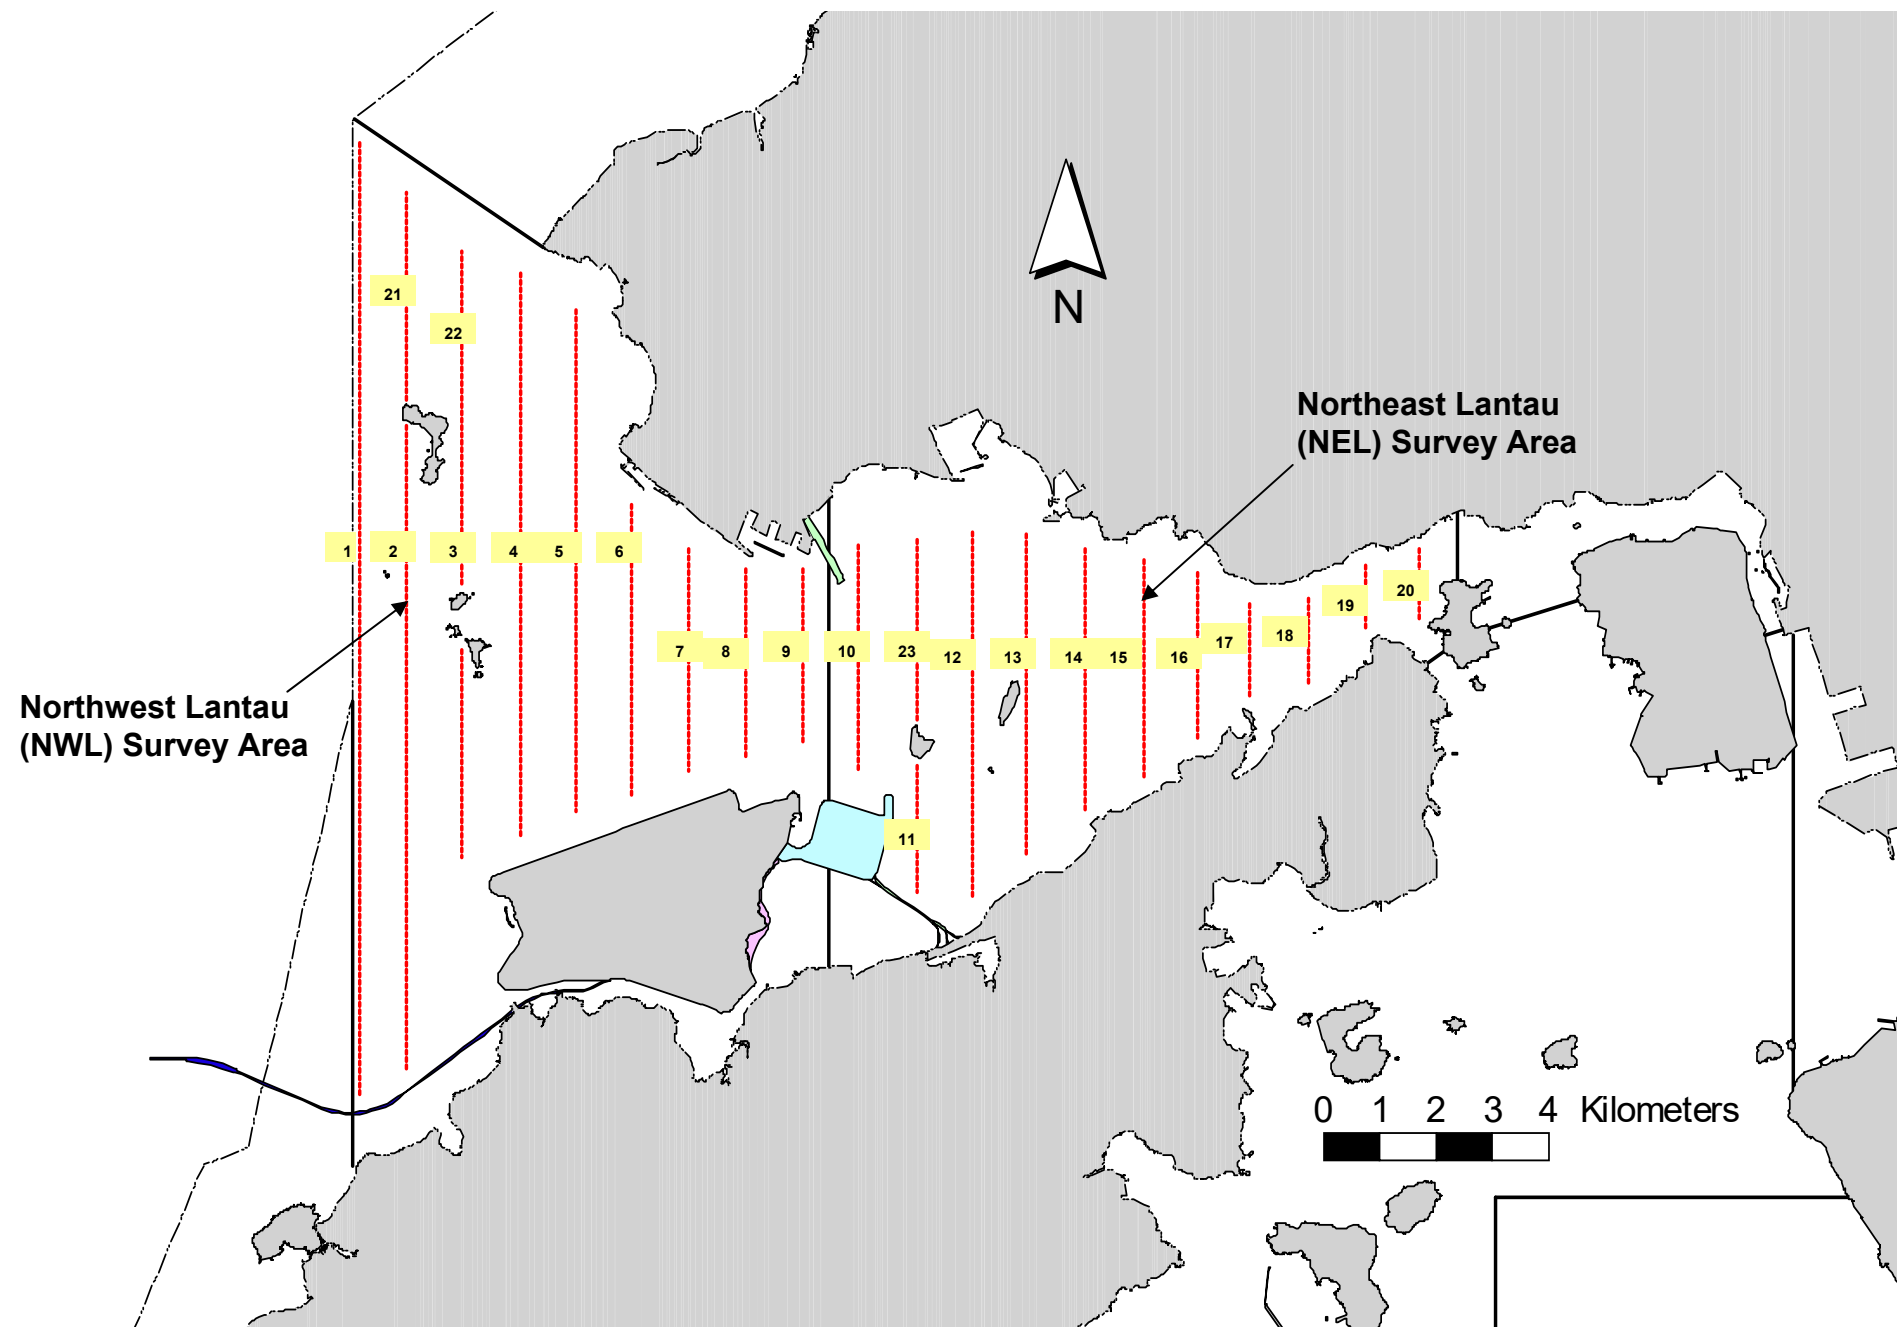 21
22
N
Northeast Lantau
(NEL) Survey Area
1 2 3 4 5 6
19 20
7 8 9 10 23 12 13 14 15 16 17 18
Northwest Lantau
(NWL) Survey Area
11
0 1 2 3 4 Kilometers